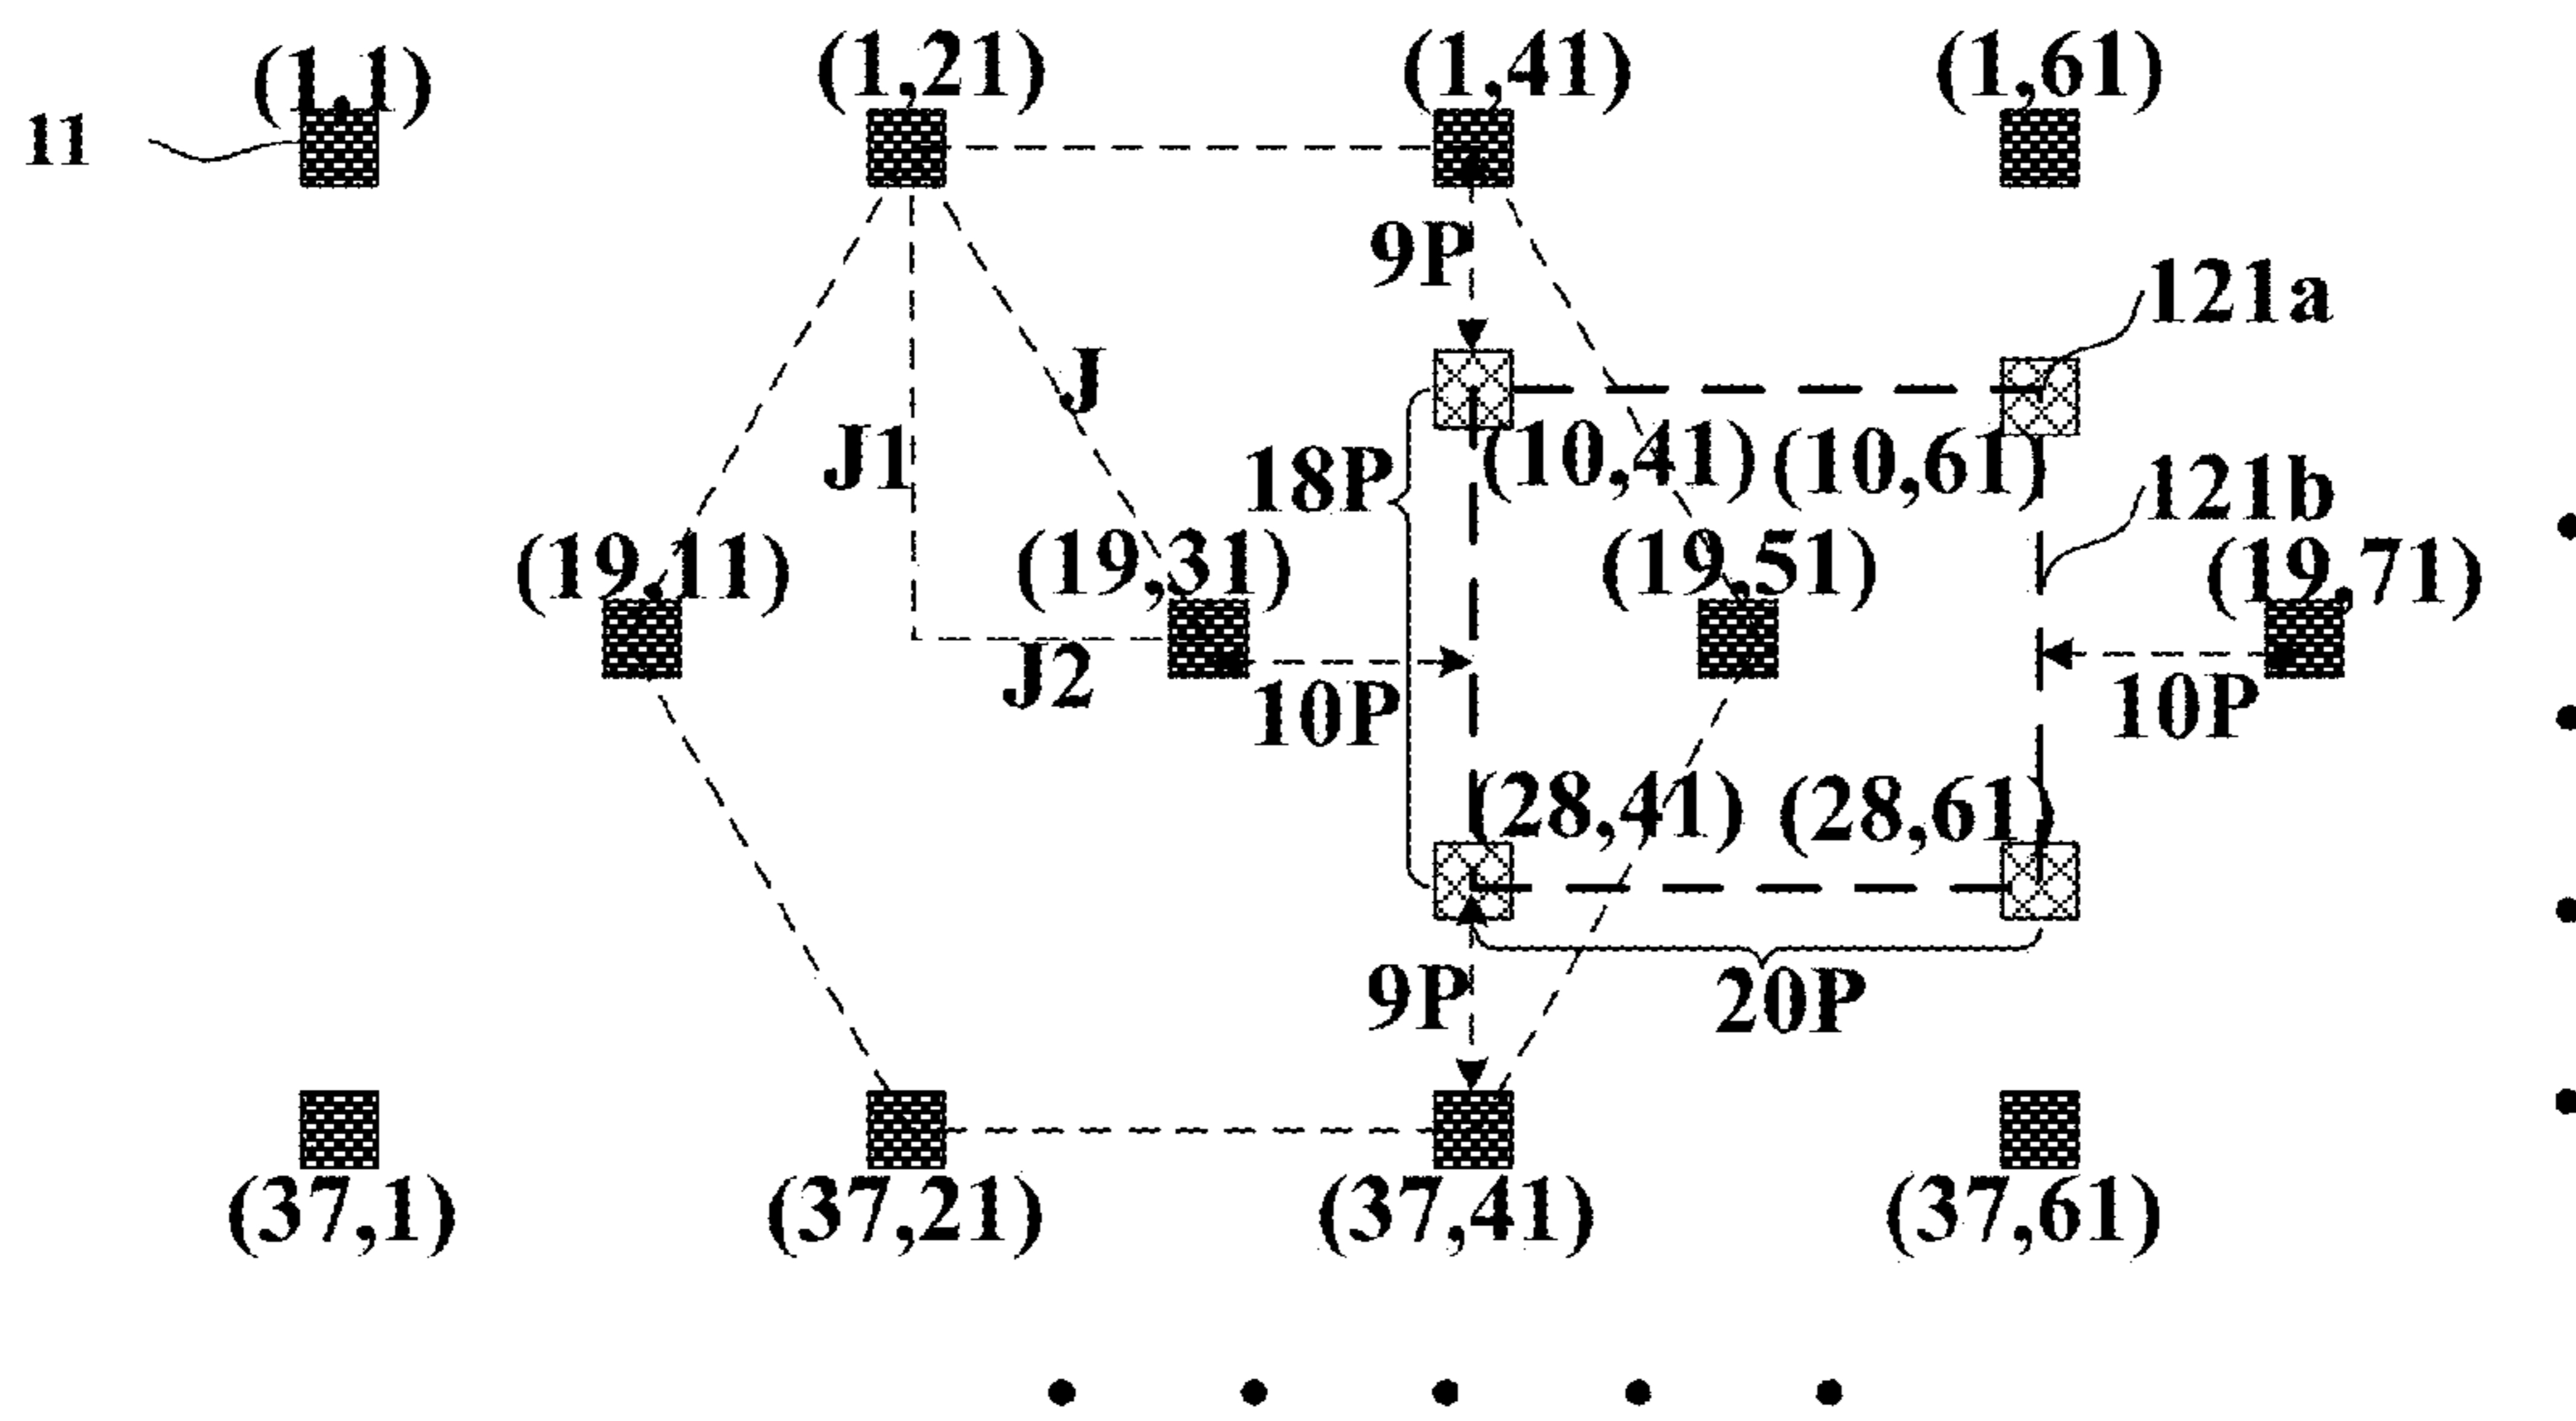 (1,1) (1,21) (1,41) (1,61)
11
9P
121a
J
J1
18P
(10,41) (10,61)
121b
(19,11) (19,31) (19,51) (19,71)
J2
10P
10P
(28,41) (28,61)
9P
20P
(37,1) (37,21) (37,41) (37,61)